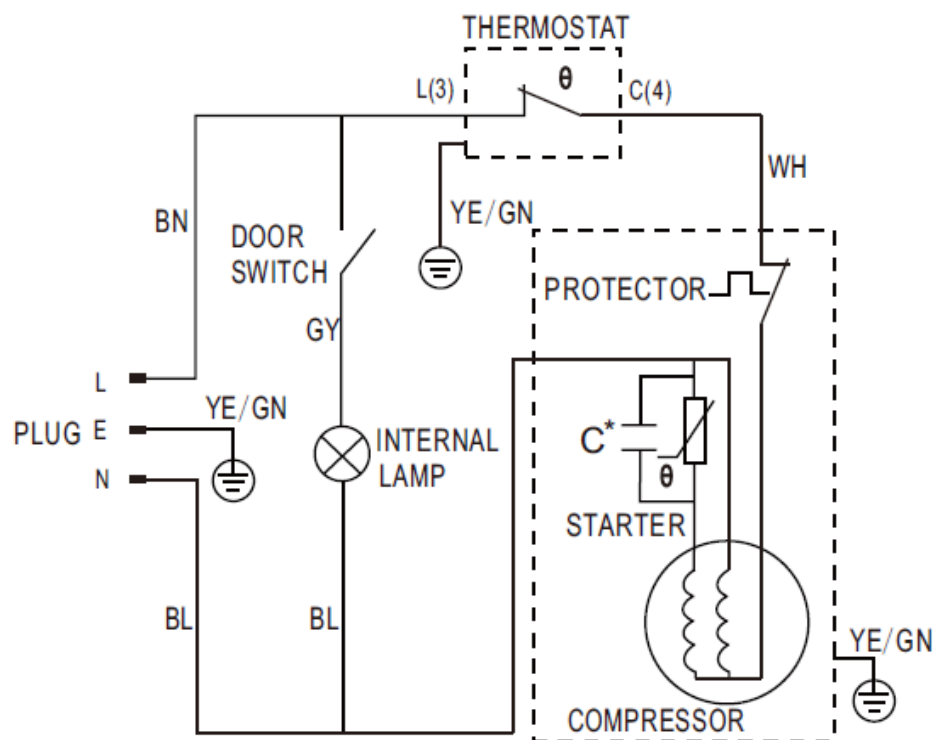 THERMOSTAT
θ
L(3)
C(4)
WH
YE/GN
BN
DOOR
SWITCH
PROTECTOR
GY
L
YE/GN
PLUG E
N
INTERNAL
LAMP
C*
θ
STARTER
BL
BL
YE/GN
COMPRESSOR